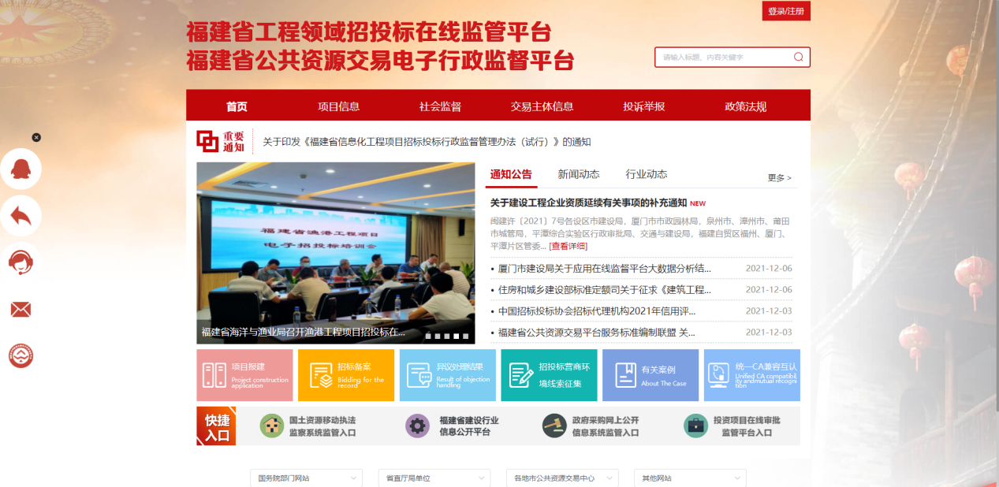 登录/注册
福建省工程领域招投标在线监管平台
福建省公共资源交易电子行政监督平台
请输入标题、内容关键字
首页
项目信息
社会监督
交易主体信息
投诉举报
政策法规
重要
通知
关于印发《福建省信息化工程项目招标投标行政监督管理办法（试行）》的通知
福建省渔港工程项目
电子招投标培训会
福建省海洋与渔业局召开渔港工程项目招投标在...
通知公告
新闻动态
行业动态
更多 >
关于建设工程企业资质延续有关事项的补充通知 NEW
闽建许〔2021〕7号各设区市建设局，厦门市市政园林局，泉州市、漳州市、莆田
市城管局，平潭综合实验区行政审批局、交通与建设局，福建自贸区福州、厦门、
平潭片区管委... [查看详细]
• 厦门市建设局关于应用在线监督平台大数据分析结... 2021-12-06
• 住房和城乡建设部标准定额司关于征求《建筑工程... 2021-12-06
• 中国招标投标协会招标代理机构2021年信用评... 2021-12-03
• 福建省公共资源交易平台服务标准编制联盟 关... 2021-12-03
项目报建
Project construction
application
招标备案
Bidding for the
record
异议处理结果
Result of objection
handling
招投标营商环
境线索征集
有关案例
About The Case
统一CA兼容互认
Unified CA compatibil
ity andmutual recogni
tion
快捷
入口
国土资源移动执法
监察系统监管入口
福建省建设行业
信息公开平台
政府采购网上公开
信息系统监管入口
投资项目在线审批
监管平台入口
国务院部门网站
省直厅局单位
各地市公共资源交易中心
其他网站